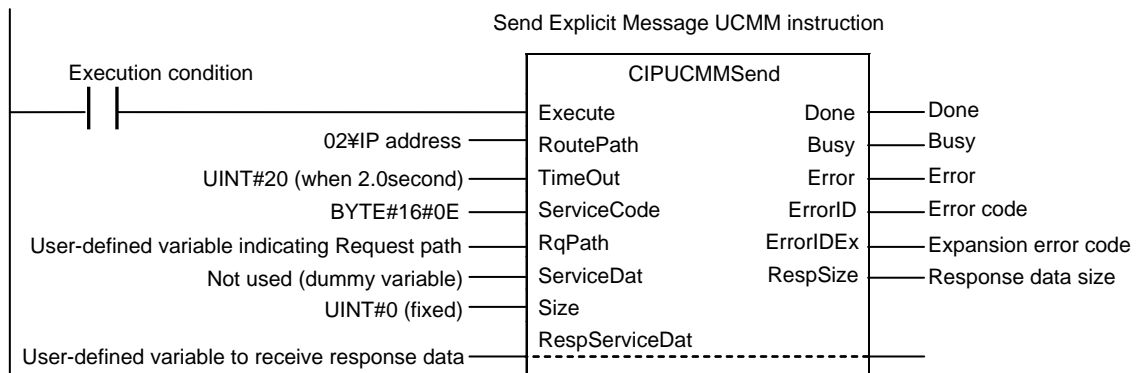 Send Explicit Message UCMM instruction
Execution condition
CIPUCMMSend
Execute Done Done
02¥IP address RoutePath Busy Busy
UINT#20 (when 2.0second) TimeOut Error Error
BYTE#16#0E ServiceCode ErrorID Error code
User-defined variable indicating Request path RqPath ErrorIDEx Expansion error code
Not used (dummy variable) ServiceDat RespSize Response data size
UINT#0 (fixed) Size
RespServiceDat
User-defined variable to receive response data